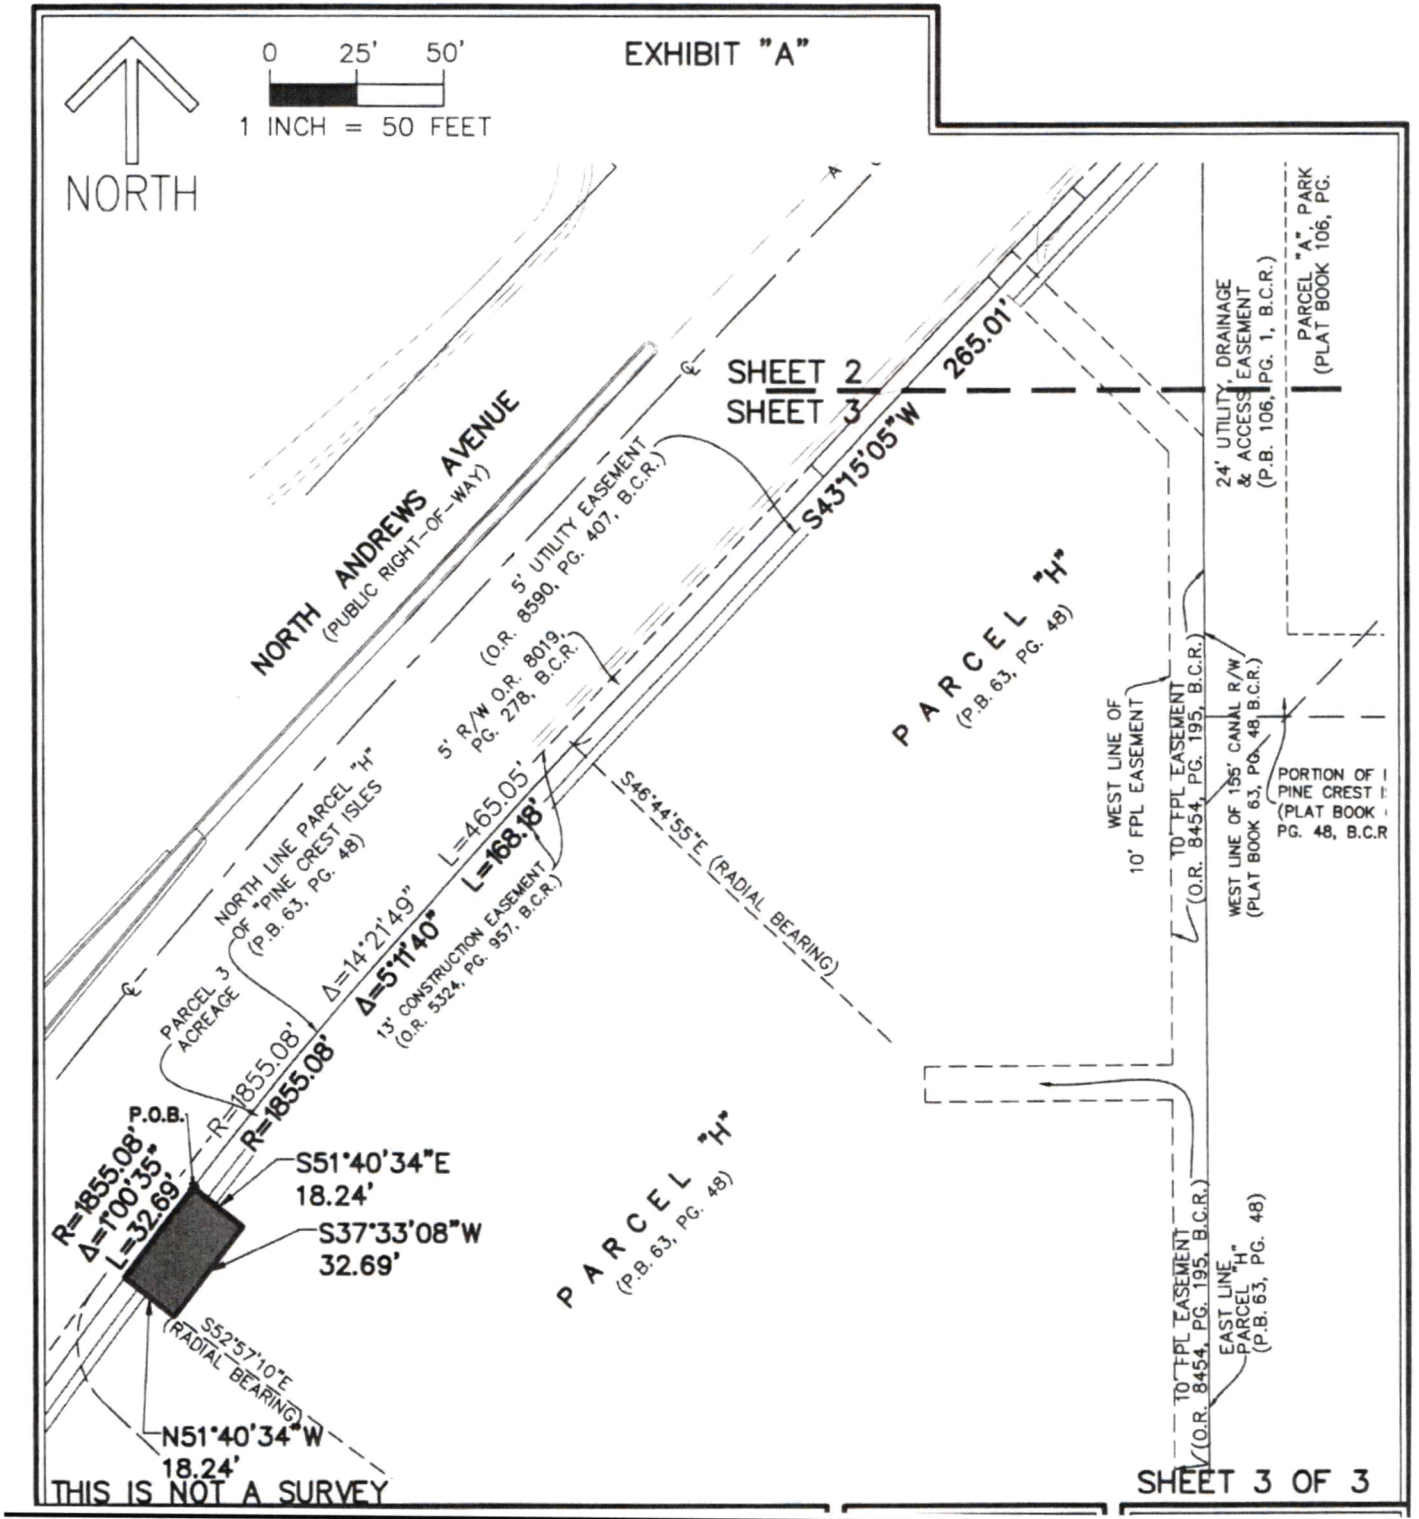 EXHIBIT "A"
0 25' 50'
1 INCH = 50 FEET
NORTH
SHEET 2
SHEET 3
265.01'
S43°15'05"W
NORTH ANDREWS AVENUE
(PUBLIC RIGHT-OF-WAY)
5' UTILITY EASEMENT
(O.R. 8590, PG. 407, B.C.R.)
5' R/W O.R. 8019,
PG. 278, B.C.R.
24' UTILITY, DRAINAGE
& ACCESS EASEMENT
(P.B. 106, PG. 1, B.C.R.)
PARCEL "A", PARK
(PLAT BOOK 106, PG.
PARCEL "H"
(P.B. 63, PG. 48)
WEST LINE OF
10' FPL EASEMENT
10' FPL EASEMENT
(O.R. 8454, PG. 195, B.C.R.)
WEST LINE OF 155' CANAL R/W
(PLAT BOOK 63, PG. 48, B.C.R.)
PORTION OF
PINE CREST
(PLAT BOOK
PG. 48, B.C.R
NORTH LINE PARCEL "H"
OF "PINE CREST ISLES
(P.B. 63, PG. 48)
L=465.05'
L=168.18'
S46°44'55"E (RADIAL BEARING)
Δ=14°21'49"
Δ=5°11'40"
13' CONSTRUCTION EASEMENT
(O.R. 5324, PG. 957, B.C.R.)
PARCEL 3
ACREAGE
R=1855.08'
R=1855.08'
P.O.B.
R=1855.08'
Δ=1°00'35"
L=32.69'
S51°40'34"E
18.24'
S37°33'08"W
32.69'
PARCEL "H"
(P.B. 63, PG. 48)
S52°57'10"E
(RADIAL BEARING)
N51°40'34"W
18.24'
10' FPL EASEMENT
(O.R. 8454, PG. 195, B.C.R.)
EAST LINE
PARCEL "H"
(P.B. 63, PG. 48)
THIS IS NOT A SURVEY
SHEET 3 OF 3